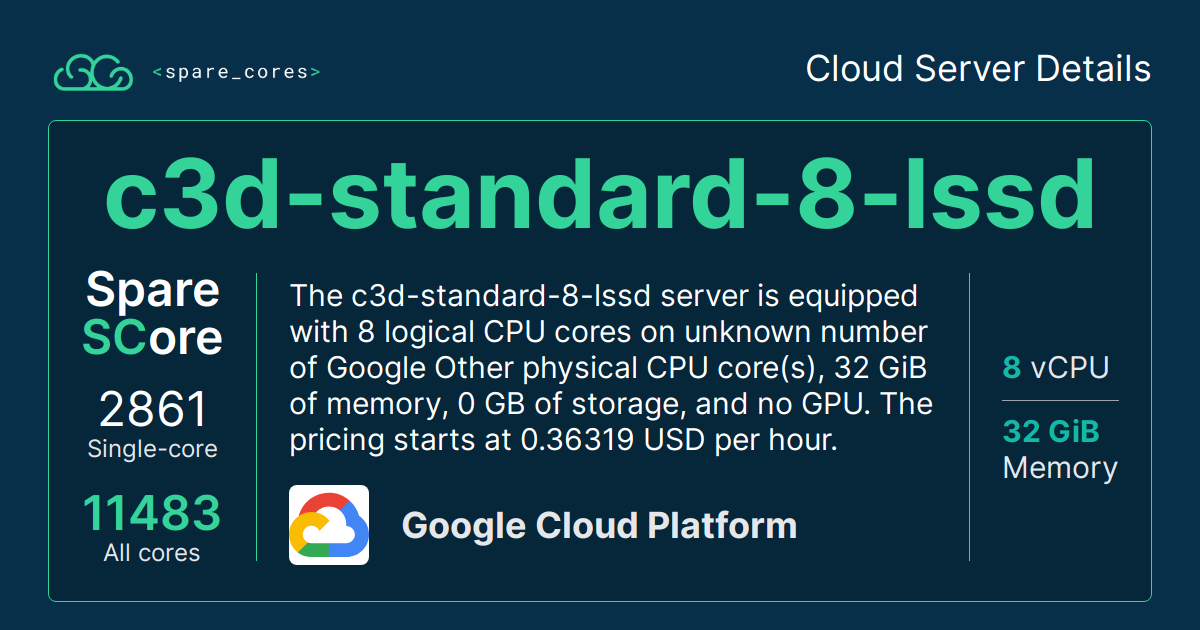 <spare_cores>
Cloud Server Details
c3d-standard-8-lssd
Spare
SCore
2861
Single-core
11483
All cores
The c3d-standard-8-lssd server is equipped
with 8 logical CPU cores on unknown number
of Google Other physical CPU core(s), 32 GiB
of memory, 0 GB of storage, and no GPU. The
pricing starts at 0.36319 USD per hour.
Google Cloud Platform
8 vCPU
32 GiB
Memory